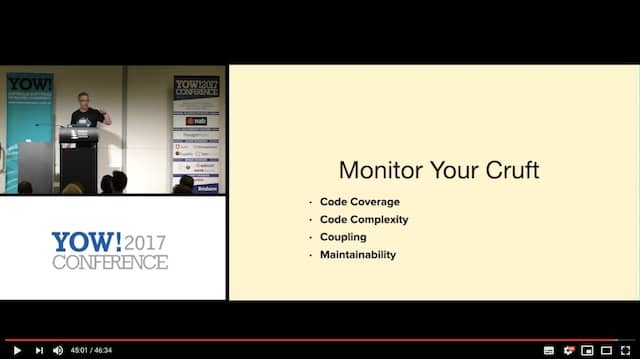 YOW!
YOW! 2017
CONFERENCE
nab
Brisbane
YOW! 2017
CONFERENCE
Monitor Your Cruft
· Code Coverage
· Code Complexity
· Coupling
· Maintainability
45:01 / 46:34